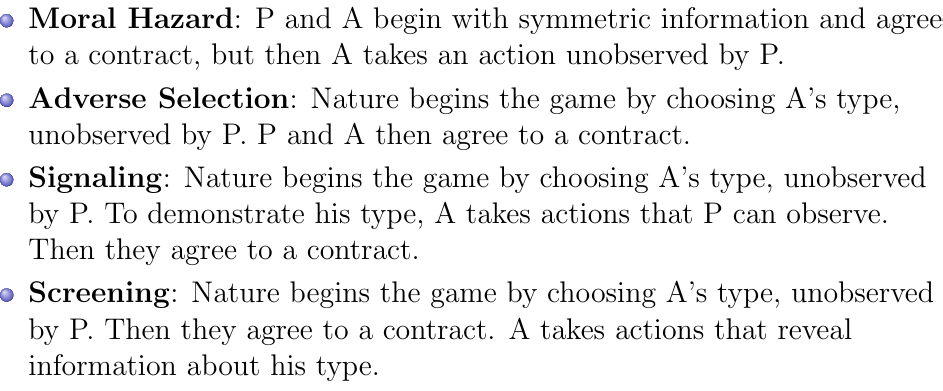 Moral Hazard: P and A begin with symmetric information and agree
to a contract, but then A takes an action unobserved by P.
Adverse Selection: Nature begins the game by choosing A's type,
unobserved by P. P and A then agree to a contract.
Signaling: Nature begins the game by choosing A's type, unobserved
by P. To demonstrate his type, A takes actions that P can observe.
Then they agree to a contract.
Screening: Nature begins the game by choosing A's type, unobserved
by P. Then they agree to a contract. A takes actions that reveal
information about his type.